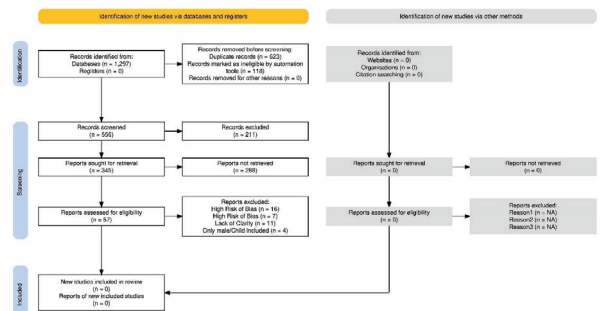 Identification of new studies via databases and registers
Identification of new studies via other methods
Identification
Records identified from:
Databases (n = 1,297)
Registers (n = 0)
Records removed before screening:
Duplicate records (n = 623)
Records marked as ineligible by automation
tools (n = 118)
Records removed for other reasons (n = 0)
Records identified from:
Websites (n = 0)
Organisations (n = 0)
Citation searching (n = 0)
Screening
Records screened
(n = 556)
Records excluded
(n = 211)
Reports sought for retrieval
(n = 345)
Reports not retrieved
(n = 288)
Reports sought for retrieval
(n = 0)
Reports not retrieved
(n = 0)
Reports assessed for eligibility
(n = 57)
Reports excluded:
High Risk of Bias (n = 16)
High Risk of Bias (n = 7)
Lack of Clarity (n = 11)
Only male/Child Included (n = 4)
Reports assessed for eligibility
(n = 0)
Reports excluded:
Reason1 (n = NA)
Reason2 (n = NA)
Reason3 (n = NA)
Included
New studies included in review
(n = 0)
Reports of new included studies
(n = 0)